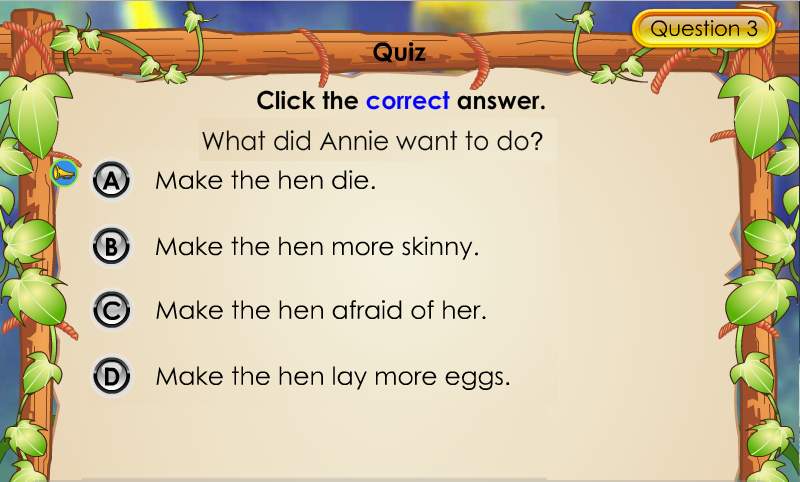 Question 3
Quiz
Click the correct answer.
What did Annie want to do?
A Make the hen die.
B Make the hen more skinny.
C Make the hen afraid of her.
D Make the hen lay more eggs.